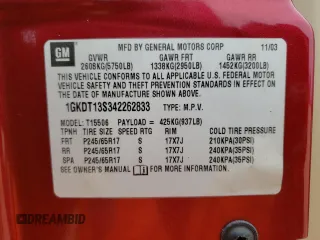 GM
MFD BY GENERAL MOTORS CORP 11/03
GVWR GAWR FRT GAWR RR
2608KG(5750LB) 1338KG(2950LB) 1452KG(3200LB)
THIS VEHICLE CONFORMS TO ALL APPLICABLE U.S. FEDERAL MOTOR
VEHICLE SAFETY AND THEFT PREVENTION STANDARDS IN EFFECT ON
THE DATE OF MANUFACTURE SHOWN ABOVE.
1GKDT13S342262833 TYPE: M.P.V.
MODEL: T15506 PAYLOAD = 425KG(937LB)
TPNH TIRE SIZE SPEED RTG RIM COLD TIRE PRESSURE
FRT P245/65R17 S 17X7J 210KPA(30PSI)
RR P245/65R17 S 17X7J 240KPA(35PSI)
SPA P245/65R17 S 17X7J 240KPA(35PSI)
SEE OWNER'S MANUAL FOR MORE INFORMATION.
DREAMBID